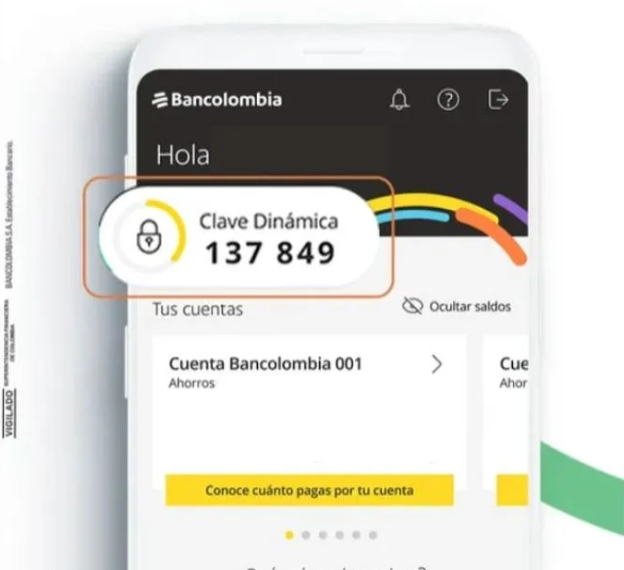 Bancolombia
Hola
Clave Dinámica
137 849
Tus cuentas
Ocultar saldos
Cuenta Bancolombia 001
Ahorros
Cue
Ahor
Conoce cuánto pagas por tu cuenta
BANCOLOMBIA S.A. Establecimiento Bancario.
SUPERINTENDENCIA FINANCIERA
DE COLOMBIA
VIGILADO